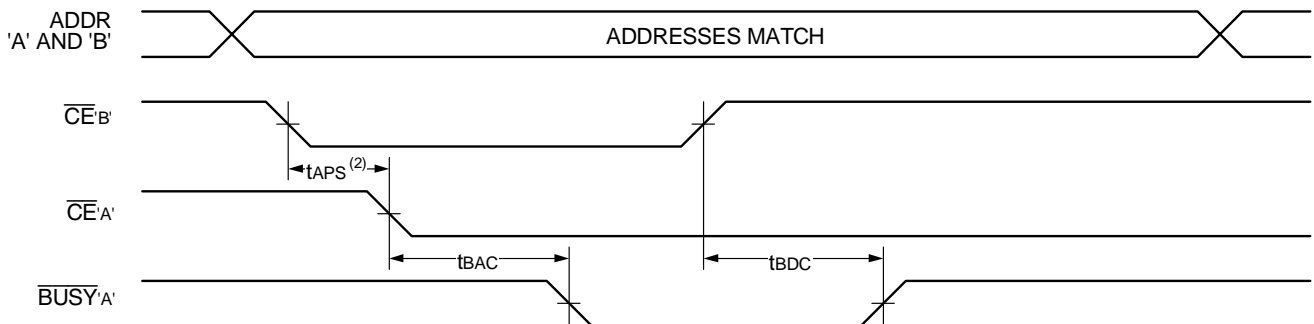 ADDR
'A' AND 'B'
ADDRESSES MATCH
CE'B'
tAPS (2)
CE'A'
tBAC
tBDC
BUSY'A'